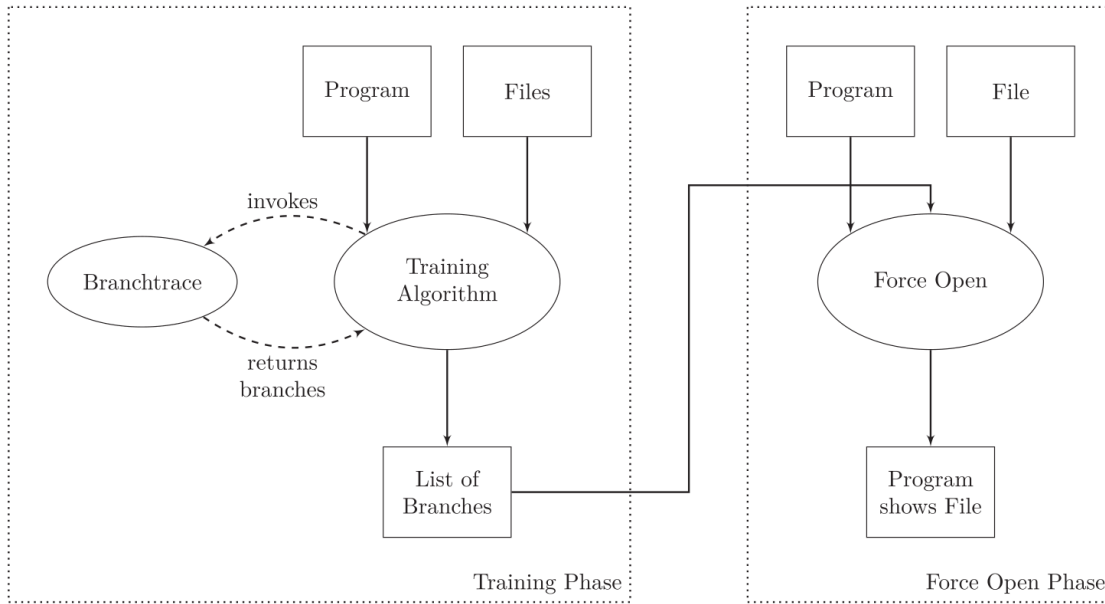 Program
Files
invokes
Branchtrace
Training
Algorithm
returns
branches
List of
Branches
Training Phase
Program
File
Force Open
Program
shows File
Force Open Phase